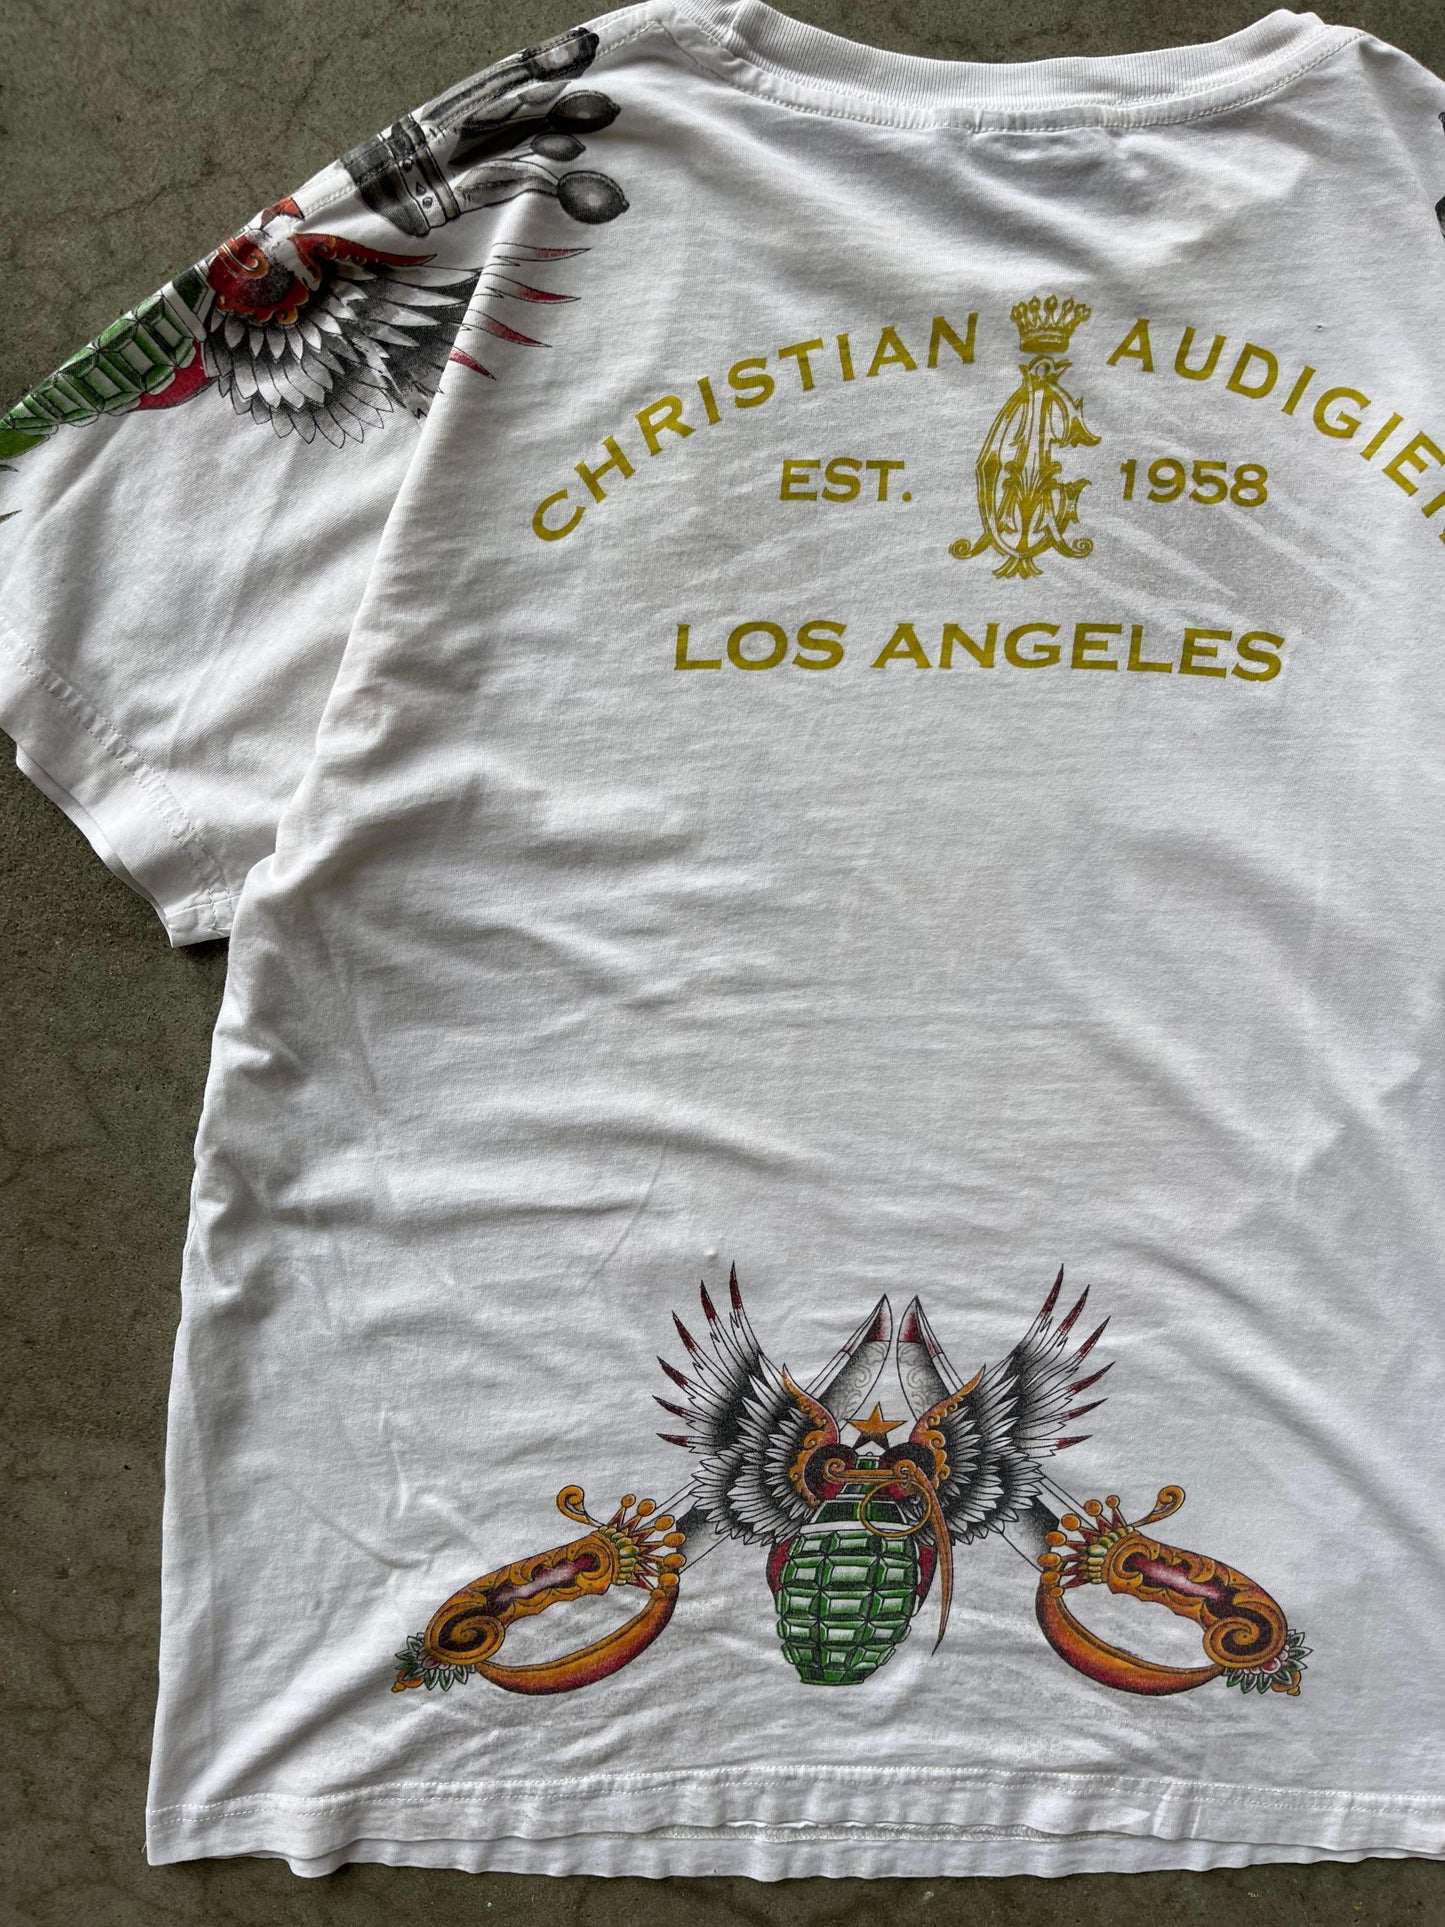 CHRISTIAN AUDIGIER
EST. 1958
LOS ANGELES